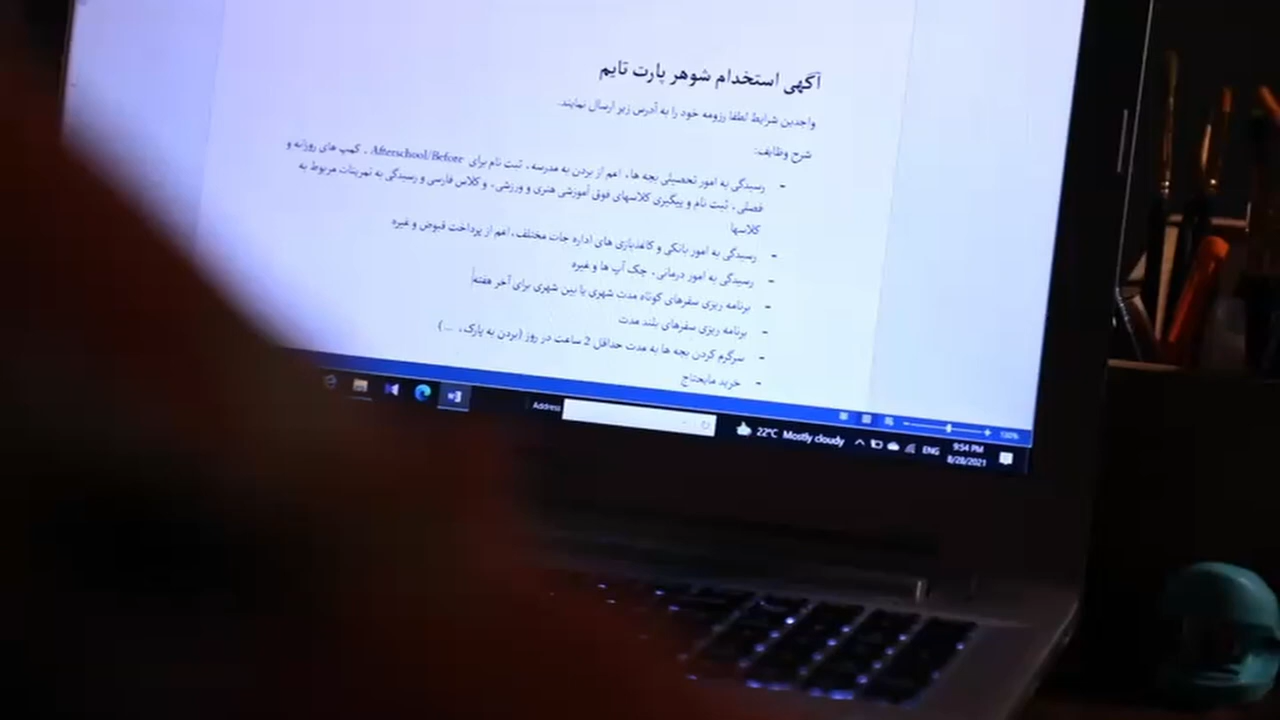 آگهی استخدام شوهر پارت تایم
واجدین شرایط لطفا رزومه خود را به آدرس زیر ارسال نمایند.
شرح وظایف:
- رسیدگی به امور تحصیلی بچه ها، اعم از بردن به مدرسه، ثبت نام برای Afterschool/Before ، کمپ های روزانه و
فصلی، ثبت نام و پیگیری کلاسهای فوق آموزشی هنری و ورزشی، و کلاس فارسی و رسیدگی به تمرینات مربوط به
کلاسها
- رسیدگی به امور بانکی و کاغذبازی های اداره جات مختلف، اعم از پرداخت قبوض و غیره
- رسیدگی به امور درمانی، چک آپ ها و غیره
- برنامه ریزی سفرهای کوتاه مدت شهری یا بین شهری برای آخر هفته
- برنامه ریزی سفرهای بلند مدت
- سرگرم کردن بچه ها به مدت حداقل 2 ساعت در روز (بردن به پارک، ...)
- خرید مایحتاج
130%
Address
22°C Mostly cloudy
ENG
9:54 PM
8/28/2021